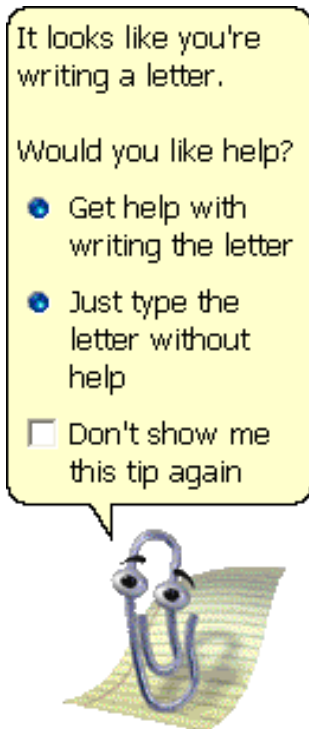 It looks like you're
writing a letter.
Would you like help?
Get help with
writing the letter
Just type the
letter without
help
Don't show me
this tip again